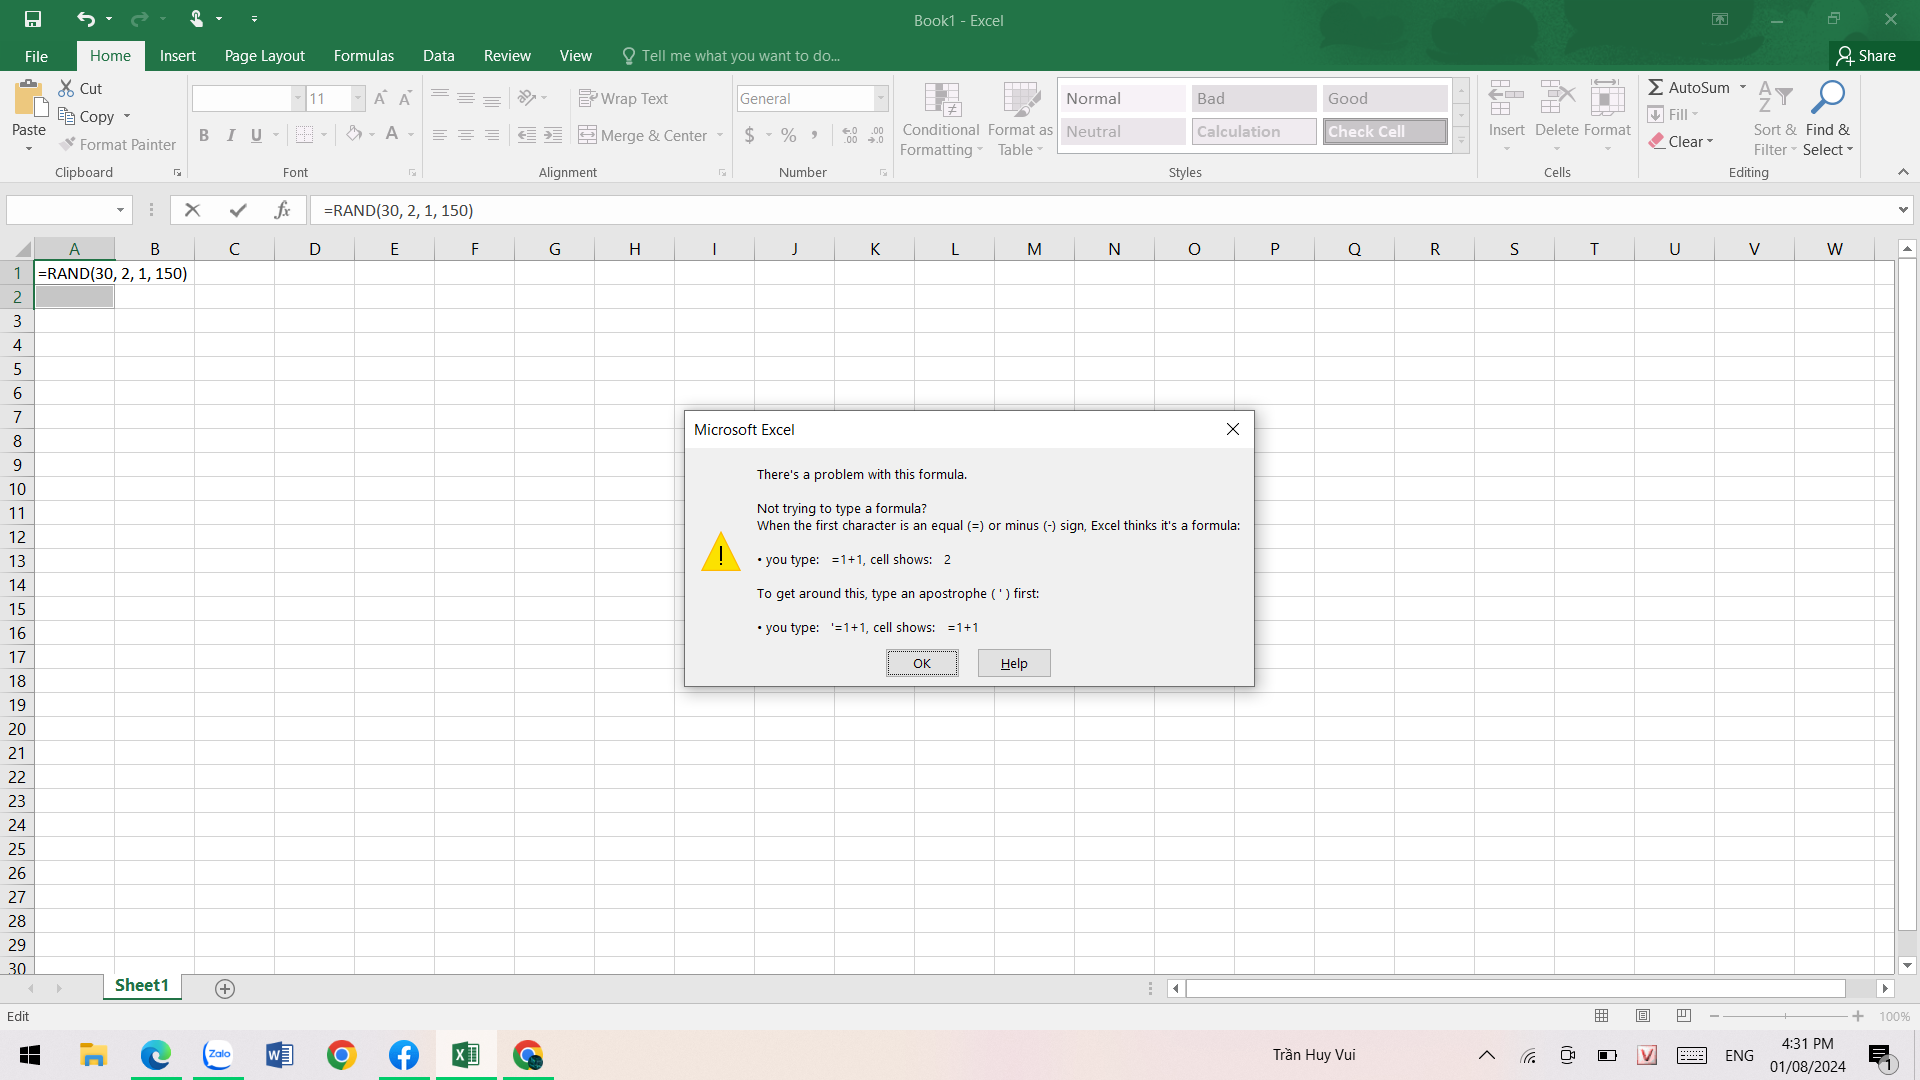 Book1 - Excel
File Home Insert Page Layout Formulas Data Review View Tell me what you want to do... Share
Paste
Cut
Copy
Format Painter
Clipboard
11
B I U A
Font
Wrap Text
Merge & Center
Alignment
General
$ % ,
Number
Conditional Formatting
Format as Table
Normal Bad Good
Neutral Calculation Check Cell
Styles
Insert Delete Format
Cells
AutoSum
Fill
Clear
Sort & Filter
Find & Select
Editing
fx =RAND(30, 2, 1, 150)
A B C D E F G H I J K L M N O P Q R S T U V W
1 =RAND(30, 2, 1, 150)
2
3
4
5
6
7
8
9
10
11
12
13
14
15
16
17
18
19
20
21
22
23
24
25
26
27
28
29
30
Microsoft Excel
There's a problem with this formula.
Not trying to type a formula?
When the first character is an equal (=) or minus (-) sign, Excel thinks it's a formula:
• you type: =1+1, cell shows: 2
To get around this, type an apostrophe ( ' ) first:
• you type: '=1+1, cell shows: =1+1
OK Help
Sheet1
Edit
100%
Zalo
Trần Huy Vui
ENG
4:31 PM
01/08/2024
1